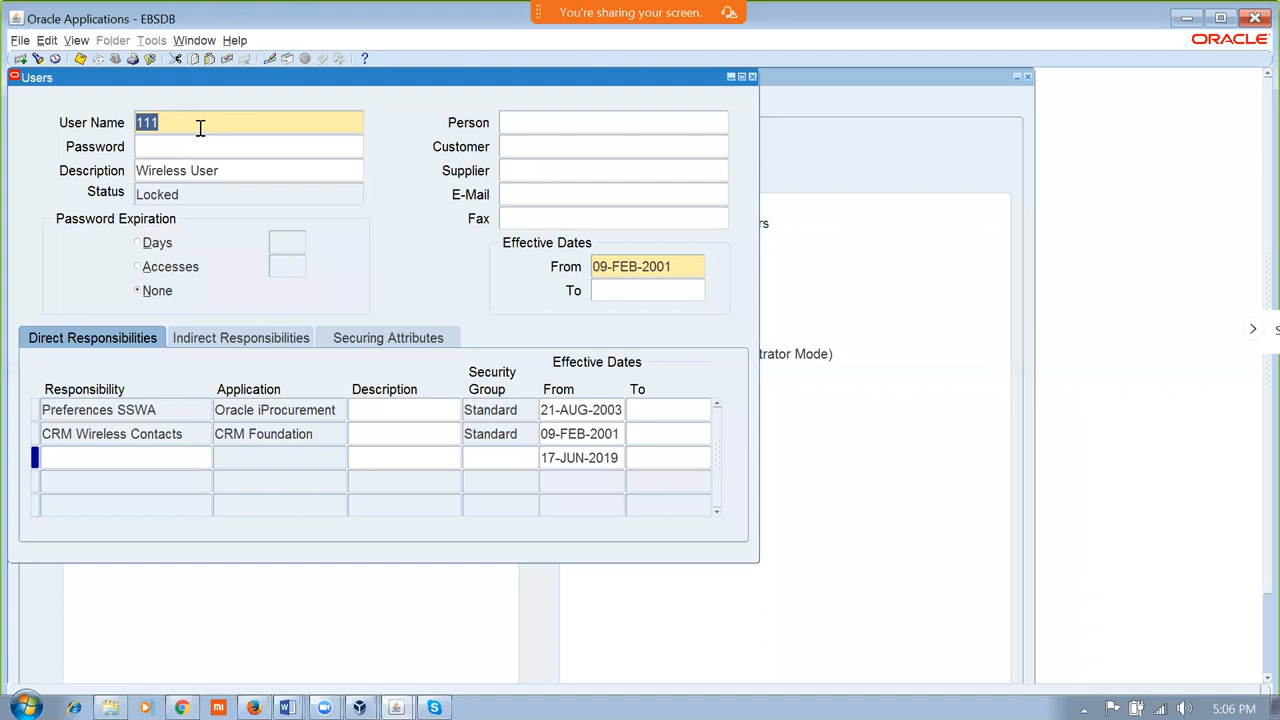 Oracle Applications - EBSDB
You're sharing your screen.
File Edit View Folder Tools Window Help
ORACLE
Users
User Name 111
Password
Description Wireless User
Status Locked
Password Expiration
Days
Accesses
None
Person
Customer
Supplier
E-Mail
Fax
Effective Dates
From 09-FEB-2001
To
rs
trator Mode)
S
Direct Responsibilities Indirect Responsibilities Securing Attributes
Effective Dates
Responsibility Application Description Security Group From To
Preferences SSWA Oracle iProcurement Standard 21-AUG-2003
CRM Wireless Contacts CRM Foundation Standard 09-FEB-2001
17-JUN-2019
5:06 PM